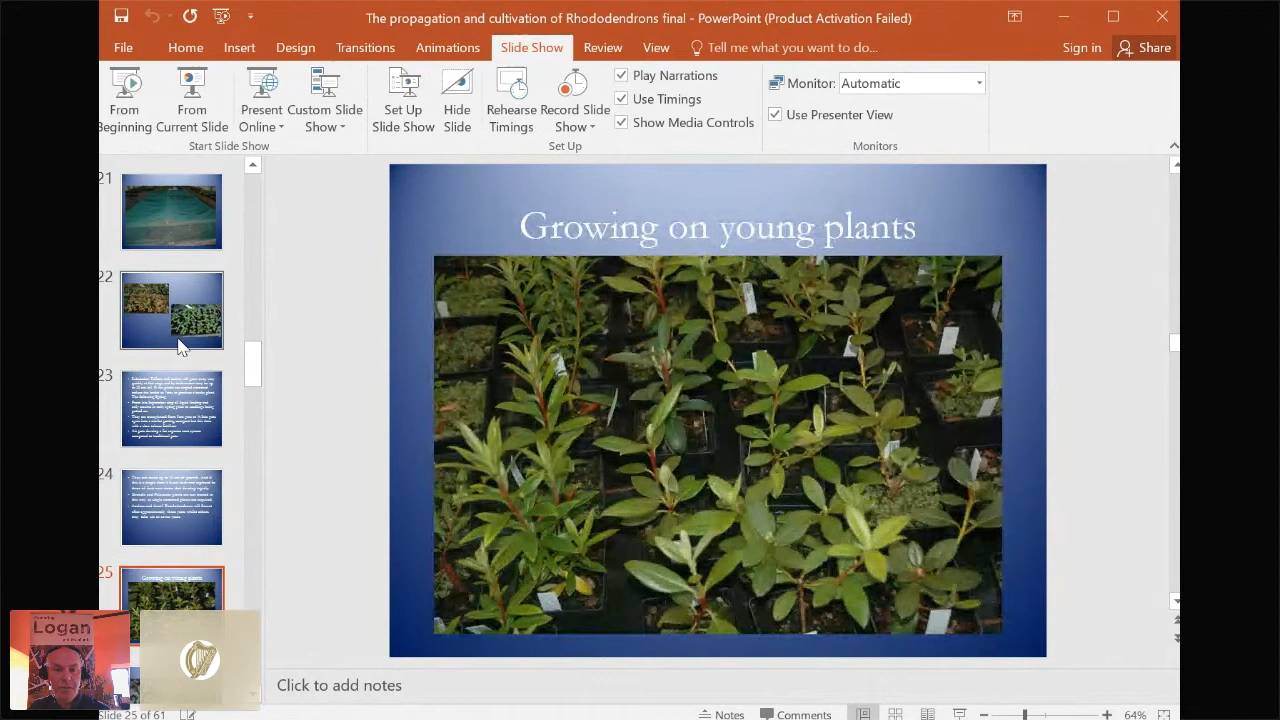 The propagation and cultivation of Rhododendrons final - PowerPoint (Product Activation Failed)
File Home Insert Design Transitions Animations Slide Show Review View Tell me what you want to do... Sign in Share
From Beginning
From Current Slide
Present Online
Custom Slide Show
Set Up Slide Show
Hide Slide
Rehearse Timings
Record Slide Show
Play Narrations
Use Timings
Show Media Controls
Monitor: Automatic
Use Presenter View
Start Slide Show
Set Up
Monitors
21
22
23
24
25
Growing on young plants
Growing on young plants
Logan
Click to add notes
Slide 25 of 61
Notes
Comments
64%